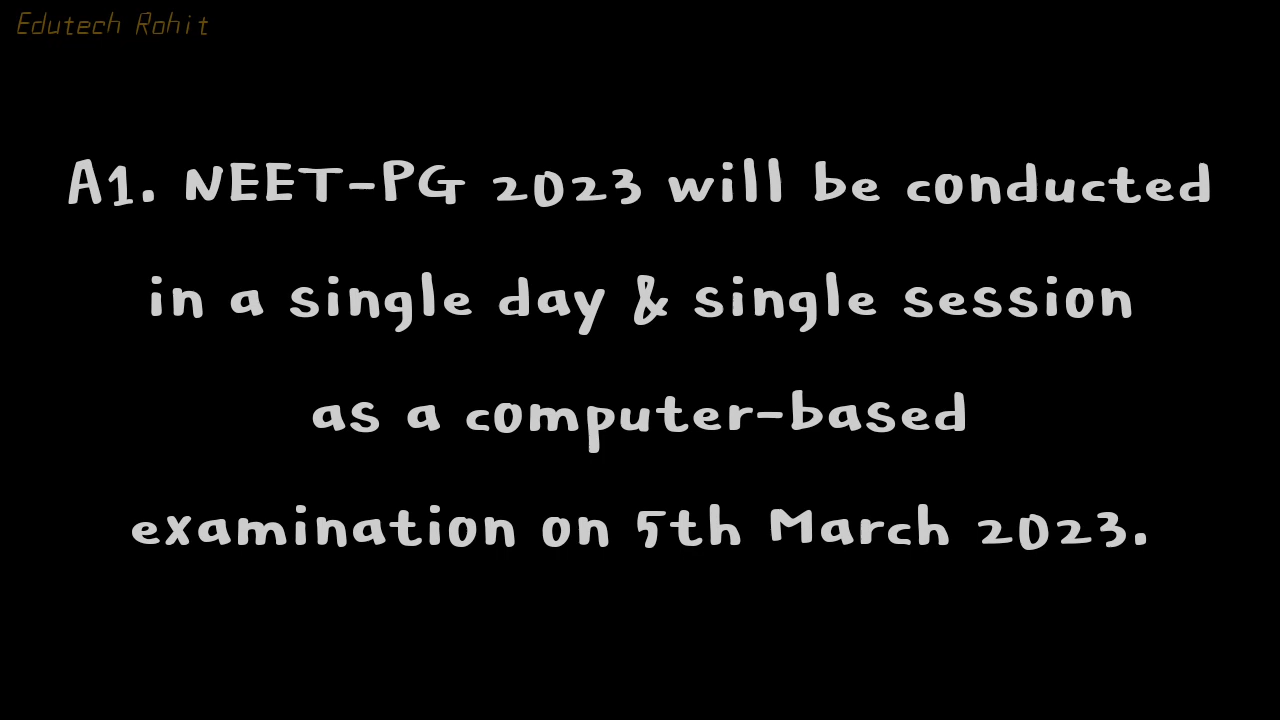 Edutech Rohit
A1. NEET-PG 2023 will be conducted
in a single day & single session
as a computer-based
examination on 5th March 2023.